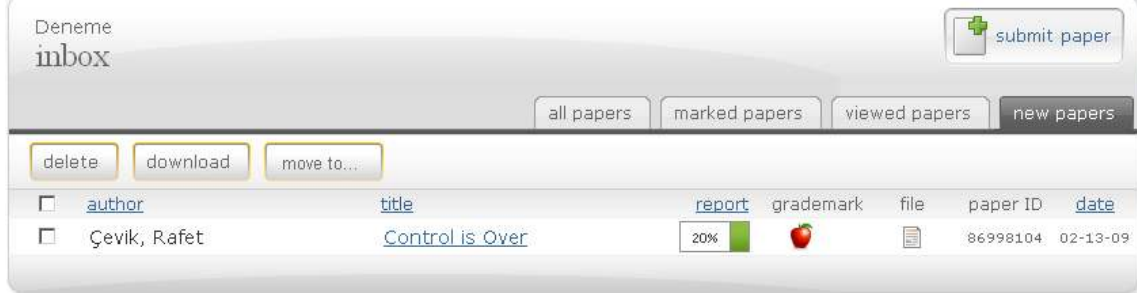 Deneme
inbox
submit paper
all papers marked papers viewed papers new papers
delete download move to...
author title report grademark file paper ID date
Çevik, Rafet Control is Over 20% 86998104 02-13-09